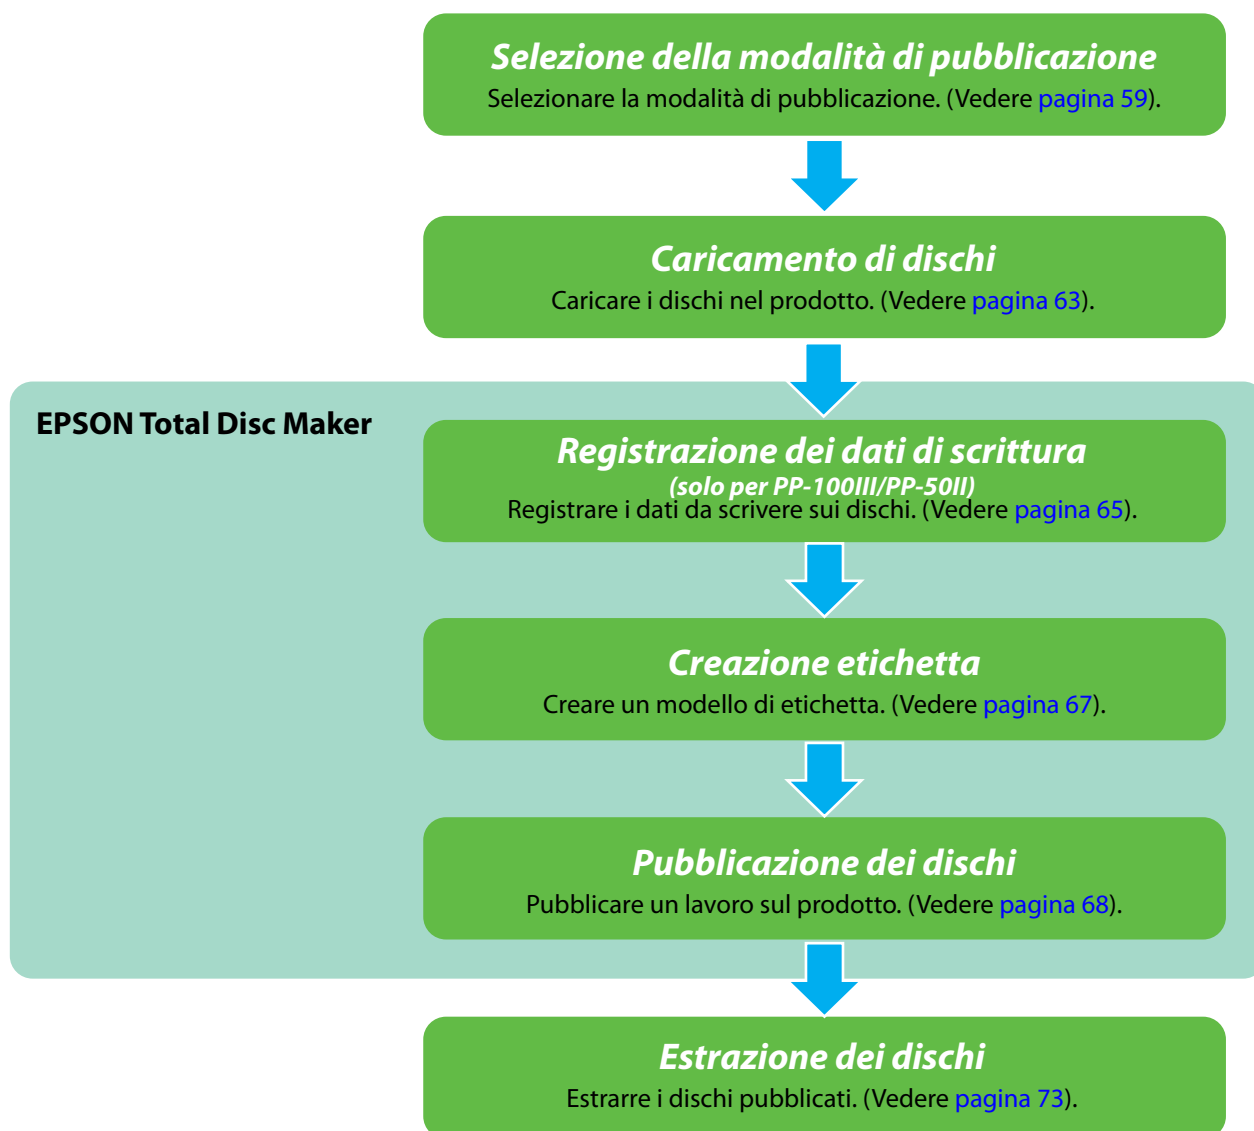 Selezione della modalità di pubblicazione
Selezionare la modalità di pubblicazione. (Vedere pagina 59).
Caricamento di dischi
Caricare i dischi nel prodotto. (Vedere pagina 63).
EPSON Total Disc Maker
Registrazione dei dati di scrittura
(solo per PP-100III/PP-50II)
Registrare i dati da scrivere sui dischi. (Vedere pagina 65).
Creazione etichetta
Creare un modello di etichetta. (Vedere pagina 67).
Pubblicazione dei dischi
Pubblicare un lavoro sul prodotto. (Vedere pagina 68).
Estrazione dei dischi
Estrarre i dischi pubblicati. (Vedere pagina 73).